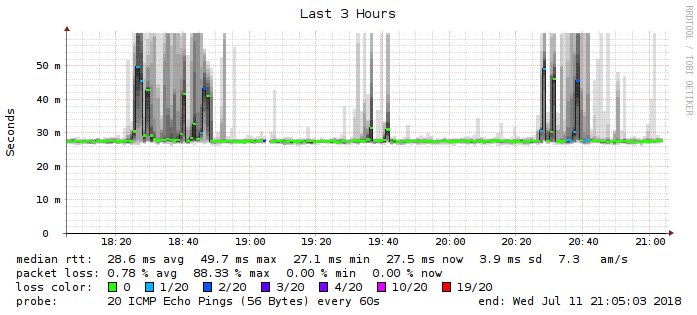 Last 3 Hours
RRDTOOL / TOBI OETIKER
Seconds
50 m
40 m
30 m
20 m
10 m
0
18:20 18:40 19:00 19:20 19:40 20:00 20:20 20:40 21:00
median rtt: 28.6 ms avg 49.7 ms max 27.1 ms min 27.5 ms now 3.9 ms sd 7.3 am/s
packet loss: 0.78 % avg 88.33 % max 0.00 % min 0.00 % now
loss color: 0 1/20 2/20 3/20 4/20 10/20 19/20
probe: 20 ICMP Echo Pings (56 Bytes) every 60s end: Wed Jul 11 21:05:03 2018